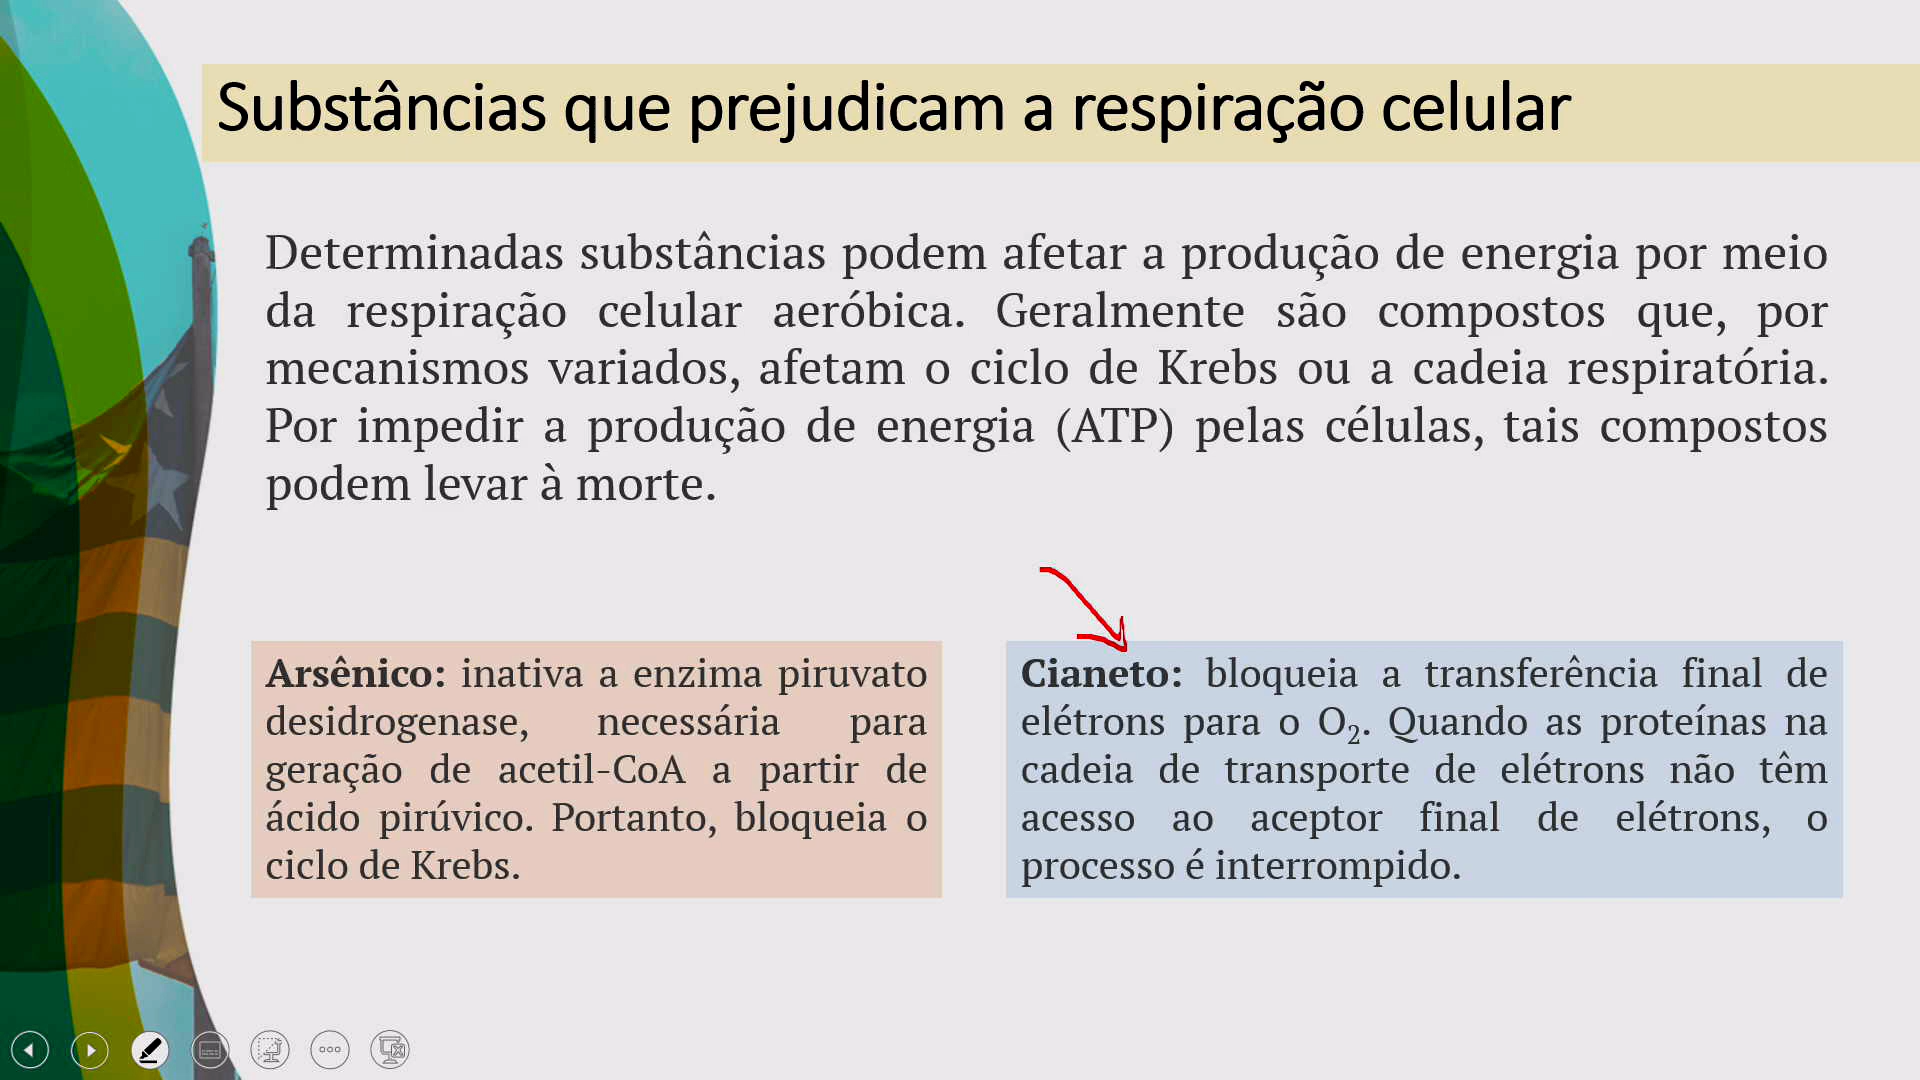 Substâncias que prejudicam a respiração celular
Determinadas substâncias podem afetar a produção de energia por meio
da respiração celular aeróbica. Geralmente são compostos que, por
mecanismos variados, afetam o ciclo de Krebs ou a cadeia respiratória.
Por impedir a produção de energia (ATP) pelas células, tais compostos
podem levar à morte.
Arsênico: inativa a enzima piruvato
desidrogenase, necessária para
geração de acetil-CoA a partir de
ácido pirúvico. Portanto, bloqueia o
ciclo de Krebs.
Cianeto: bloqueia a transferência final de
elétrons para o O₂. Quando as proteínas na
cadeia de transporte de elétrons não têm
acesso ao aceptor final de elétrons, o
processo é interrompido.